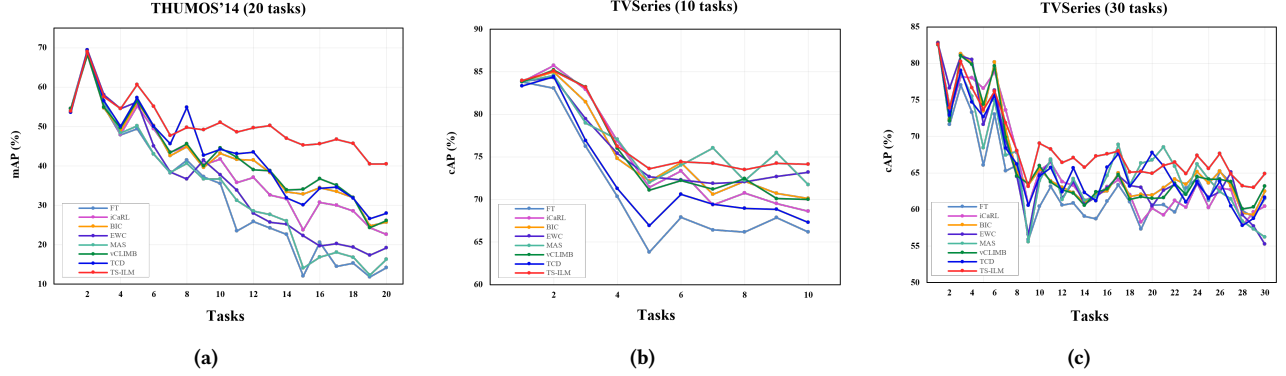 THUMOS’14 (20 tasks)
mAP (%)
70
60
50
40
30
20
10
FT
iCaRL
BIC
EWC
MAS
vCLIMB
TCD
TS-ILM
2 4 6 8 10 12 14 16 18 20
Tasks
(a)
TVSeries (10 tasks)
cAP (%)
90
85
80
75
70
65
60
FT
iCaRL
BIC
EWC
MAS
vCLIMB
TCD
TS-ILM
2 4 6 8 10
Tasks
(b)
TVSeries (30 tasks)
cAP (%)
85
80
75
70
65
60
55
50
FT
iCaRL
BIC
EWC
MAS
vCLIMB
TCD
TS-ILM
2 4 6 8 10 12 14 16 18 20 22 24 26 28 30
Tasks
(c)